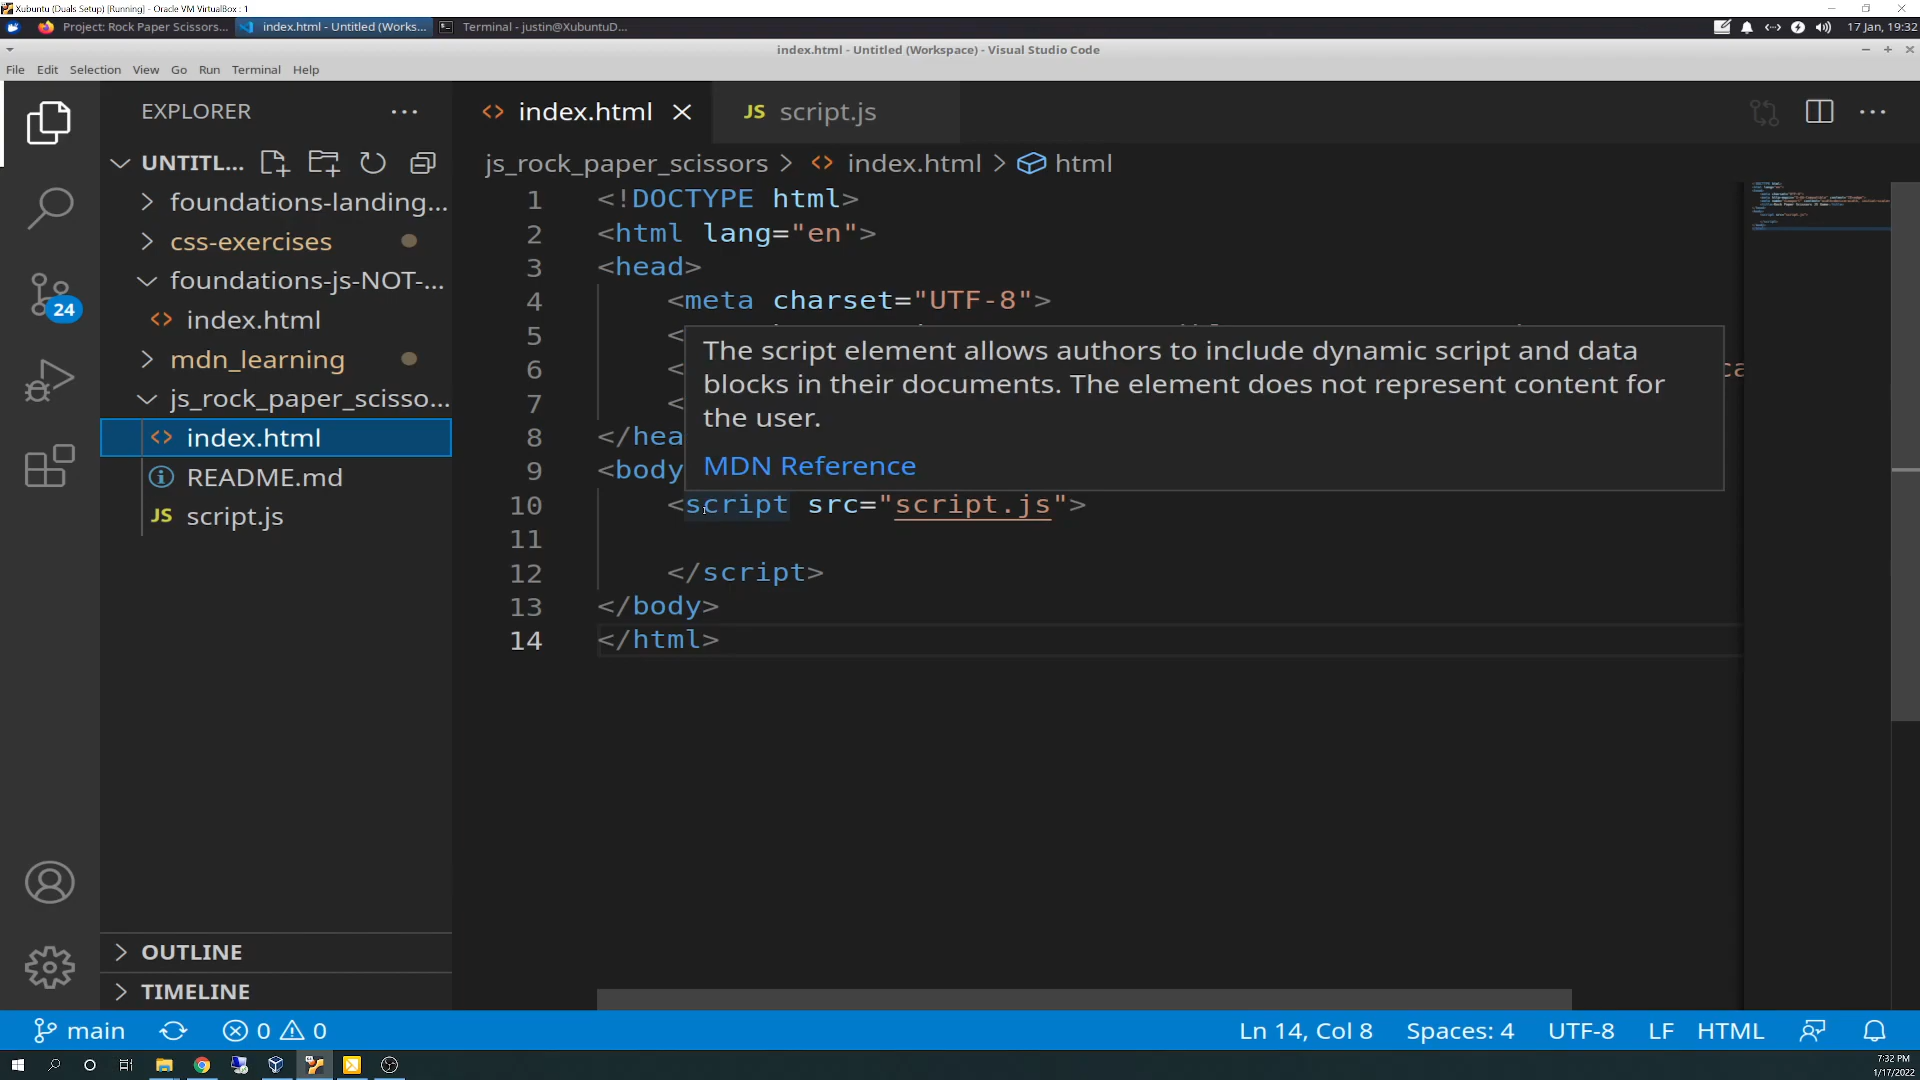 Xubuntu (Duals Setup) [Running] - Oracle VM VirtualBox : 1
Project: Rock Paper Scissors...
index.html - Untitled (Works...
Terminal - justin@XubuntuD...
17 Jan, 19:32
index.html - Untitled (Workspace) - Visual Studio Code
File Edit Selection View Go Run Terminal Help
EXPLORER
UNTITL...
foundations-landing...
css-exercises
foundations-js-NOT-...
index.html
mdn_learning
js_rock_paper_scisso...
index.html
README.md
JS script.js
24
OUTLINE
TIMELINE
index.html
JS script.js
js_rock_paper_scissors > index.html > html
1 <!DOCTYPE html>
2 <html lang="en">
3 <head>
4 <meta charset="UTF-8">
5 <
6 <
7 <
8 </hea
9 <body
The script element allows authors to include dynamic script and data
blocks in their documents. The element does not represent content for
the user.
MDN Reference
10 <script src="script.js">
11
12 </script>
13 </body>
14 </html>
main 0 0
Ln 14, Col 8 Spaces: 4 UTF-8 LF HTML
7:32 PM
1/17/2022